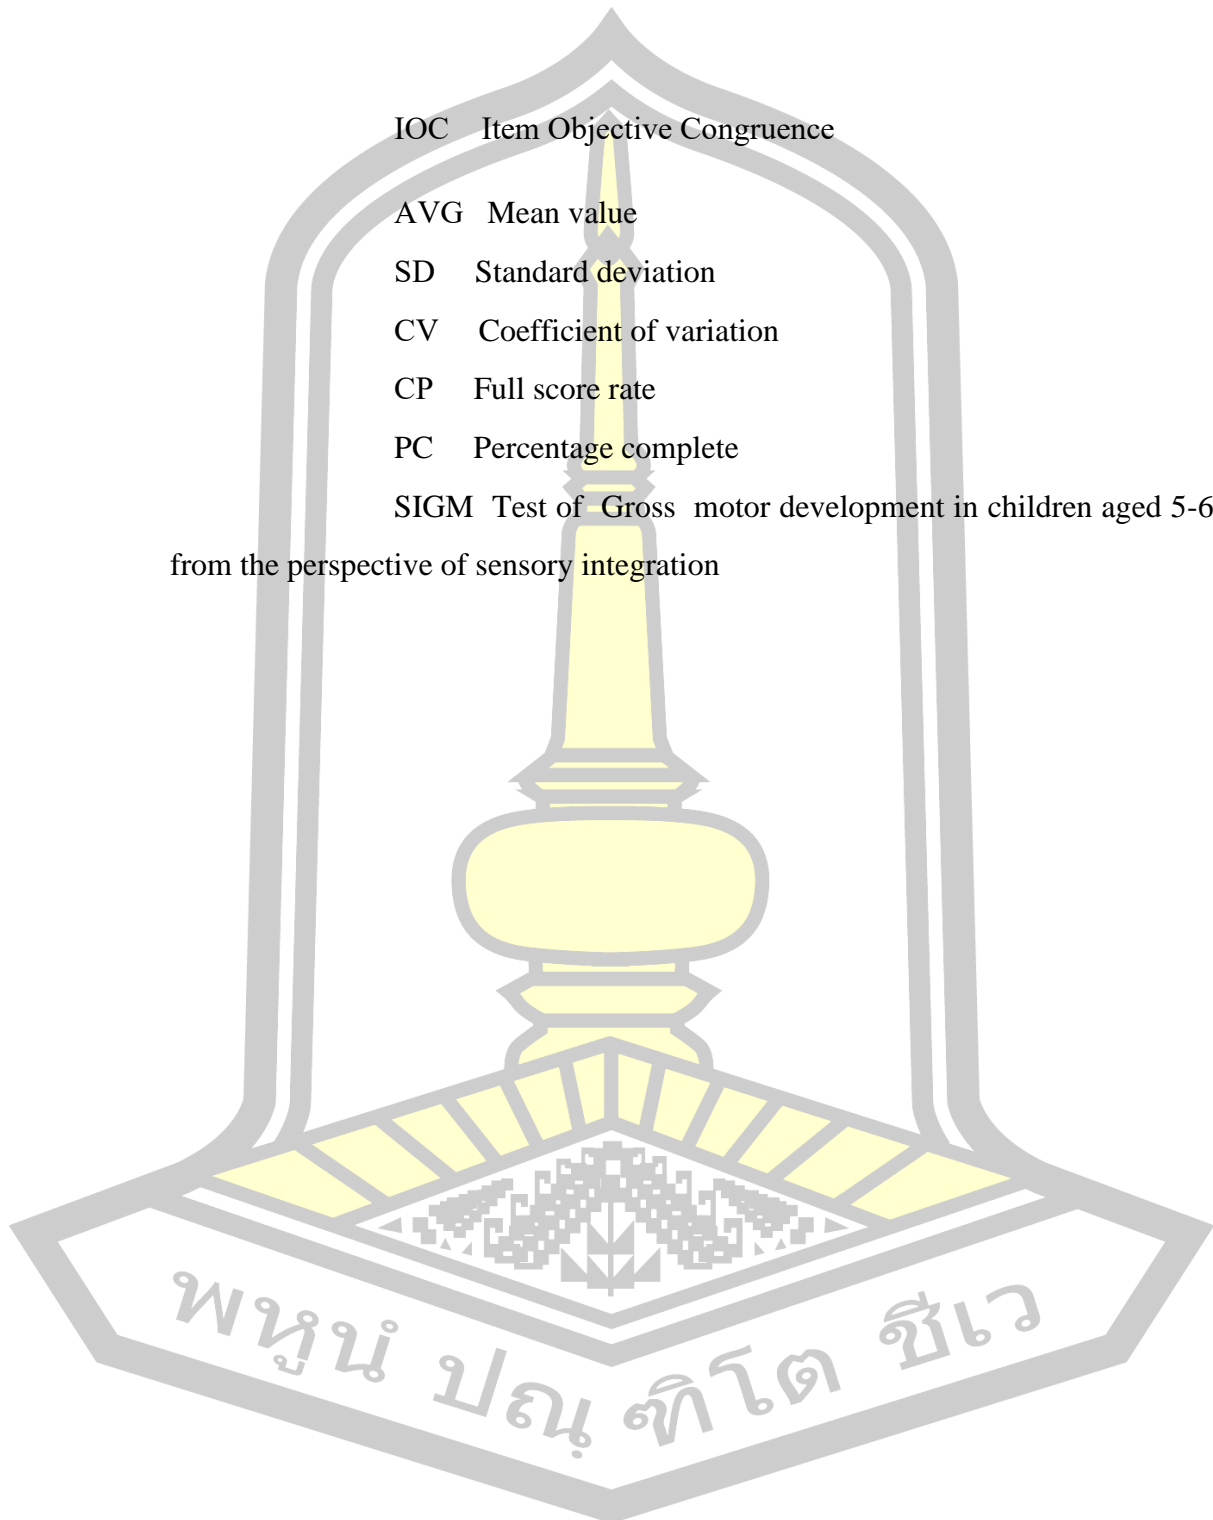 IOC Item Objective Congruence
AVG Mean value
SD Standard deviation
CV Coefficient of variation
CP Full score rate
PC Percentage complete
SIGM Test of Gross motor development in children aged 5-6
from the perspective of sensory integration
พหูนํ ปณฺ ฑิโต ชีเว